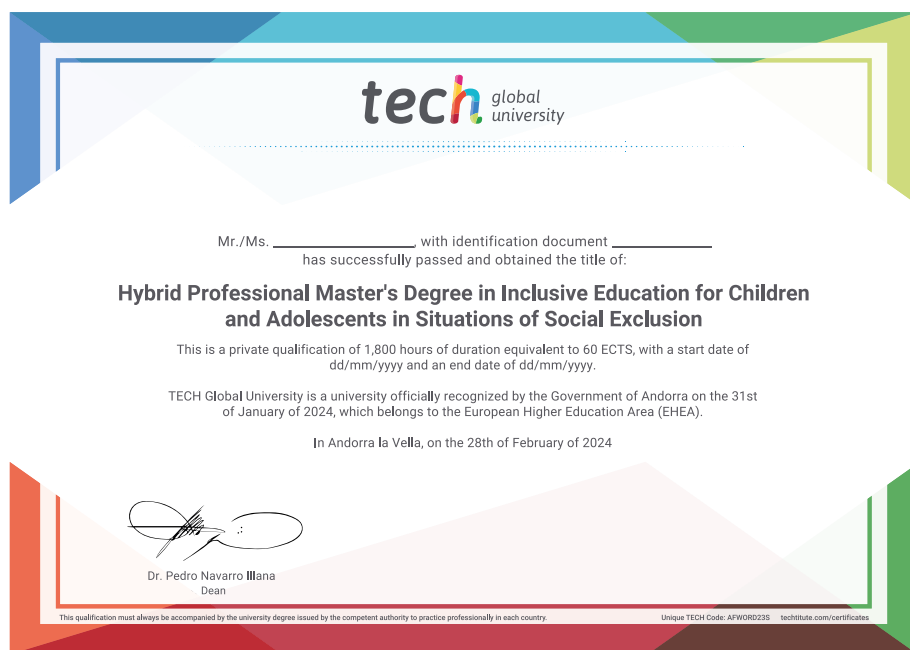 tech global
university
Mr./Ms. ____________, with identification document ____________
has successfully passed and obtained the title of:
Hybrid Professional Master's Degree in Inclusive Education for Children
and Adolescents in Situations of Social Exclusion
This is a private qualification of 1,800 hours of duration equivalent to 60 ECTS, with a start date of
dd/mm/yyyy and an end date of dd/mm/yyyy.
TECH Global University is a university officially recognized by the Government of Andorra on the 31st
of January of 2024, which belongs to the European Higher Education Area (EHEA).
In Andorra la Vella, on the 28th of February of 2024
Dr. Pedro Navarro Illana
Dean
This qualification must always be accompanied by the university degree issued by the competent authority to practice professionally in each country. Unique TECH Code: AFWORD23S techtitute.com/certificates